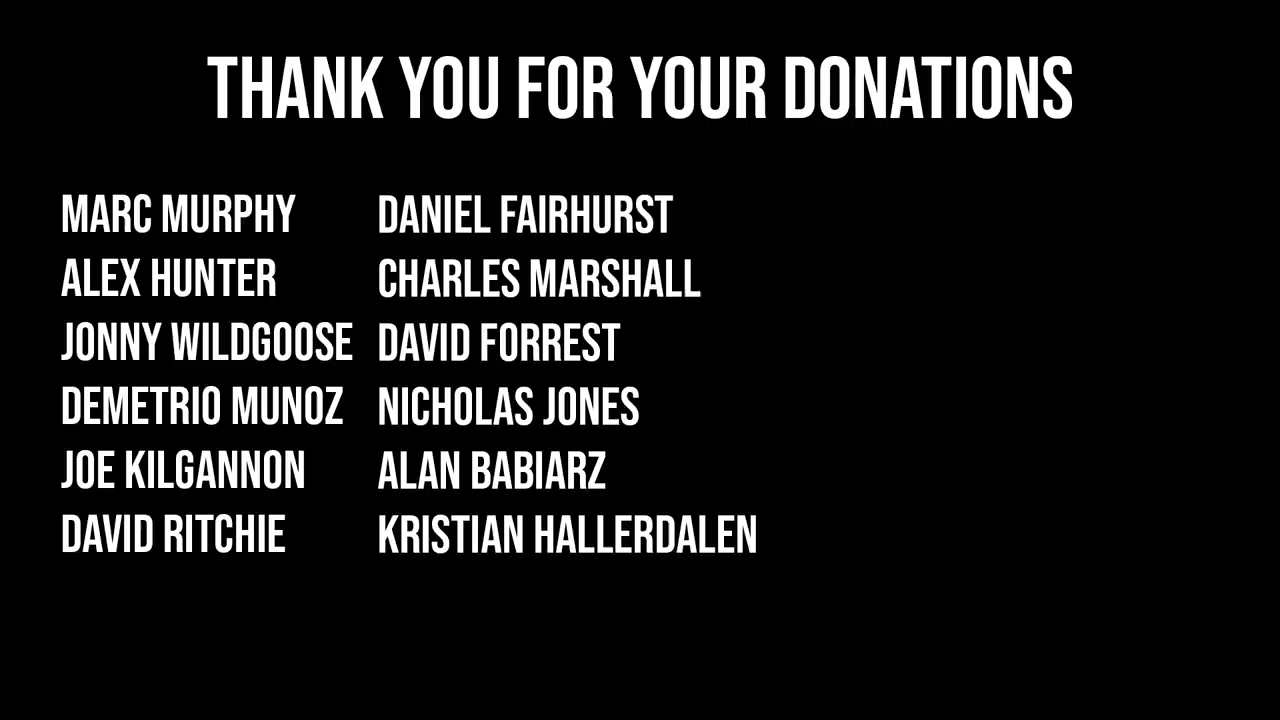 THANK YOU FOR YOUR DONATIONS
MARC MURPHY
ALEX HUNTER
JONNY WILDGOOSE
DEMETRIO MUNOZ
JOE KILGANNON
DAVID RITCHIE
DANIEL FAIRHURST
CHARLES MARSHALL
DAVID FORREST
NICHOLAS JONES
ALAN BABIARZ
KRISTIAN HALLERDALEN